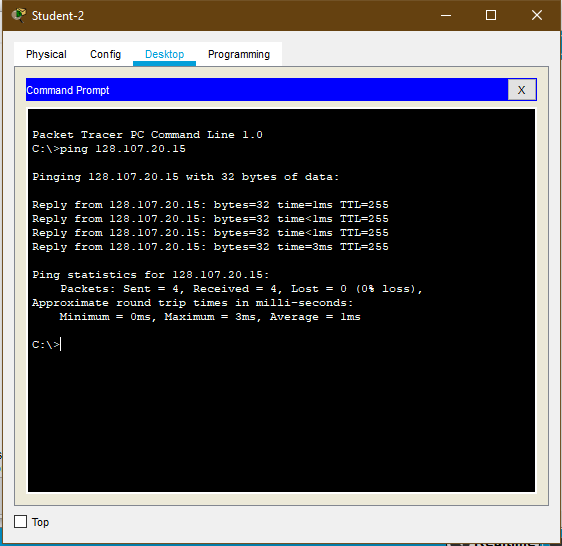 Student-2
Physical Config Desktop Programming
Command Prompt X
Packet Tracer PC Command Line 1.0
C:\>ping 128.107.20.15
Pinging 128.107.20.15 with 32 bytes of data:
Reply from 128.107.20.15: bytes=32 time=1ms TTL=255
Reply from 128.107.20.15: bytes=32 time<1ms TTL=255
Reply from 128.107.20.15: bytes=32 time<1ms TTL=255
Reply from 128.107.20.15: bytes=32 time=3ms TTL=255
Ping statistics for 128.107.20.15:
Packets: Sent = 4, Received = 4, Lost = 0 (0% loss),
Approximate round trip times in milli-seconds:
Minimum = 0ms, Maximum = 3ms, Average = 1ms
C:\>
Top